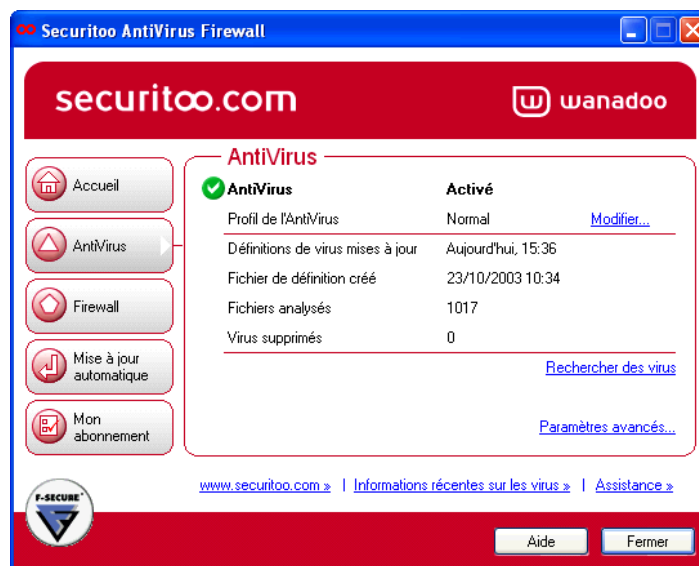 Securitoo AntiVirus Firewall
securitoo.com
wanadoo
Accueil
AntiVirus
Firewall
Mise à jour
automatique
Mon
abonnement
AntiVirus
AntiVirus Activé
Profil de l'AntiVirus Normal Modifier...
Définitions de virus mises à jour Aujourd'hui, 15:36
Fichier de définition créé 23/10/2003 10:34
Fichiers analysés 1017
Virus supprimés 0
Rechercher des virus
Paramètres avancés...
www.securitoo.com » | Informations récentes sur les virus » | Assistance »
F-SECURE
Aide Fermer